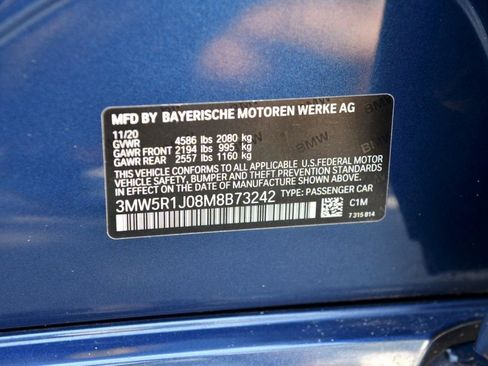 MFD BY BAYERISCHE MOTOREN WERKE AG
11/20
GVWR 4586 lbs 2080 kg
GAWR FRONT 2194 lbs 995 kg
GAWR REAR 2557 lbs 1160 kg
THIS VEHICLE CONFORMS TO ALL APPLICABLE U.S.FEDERAL MOTOR
VEHICLE SAFETY, BUMPER AND THEFT PREVENTION STANDARDS
IN EFFECT ON THE DATE OF MANUFACTURE SHOWN ABOVE.
3MW5R1J08M8B73242 TYPE: PASSENGER CAR
C1M
7 315 814
BMW
BMW